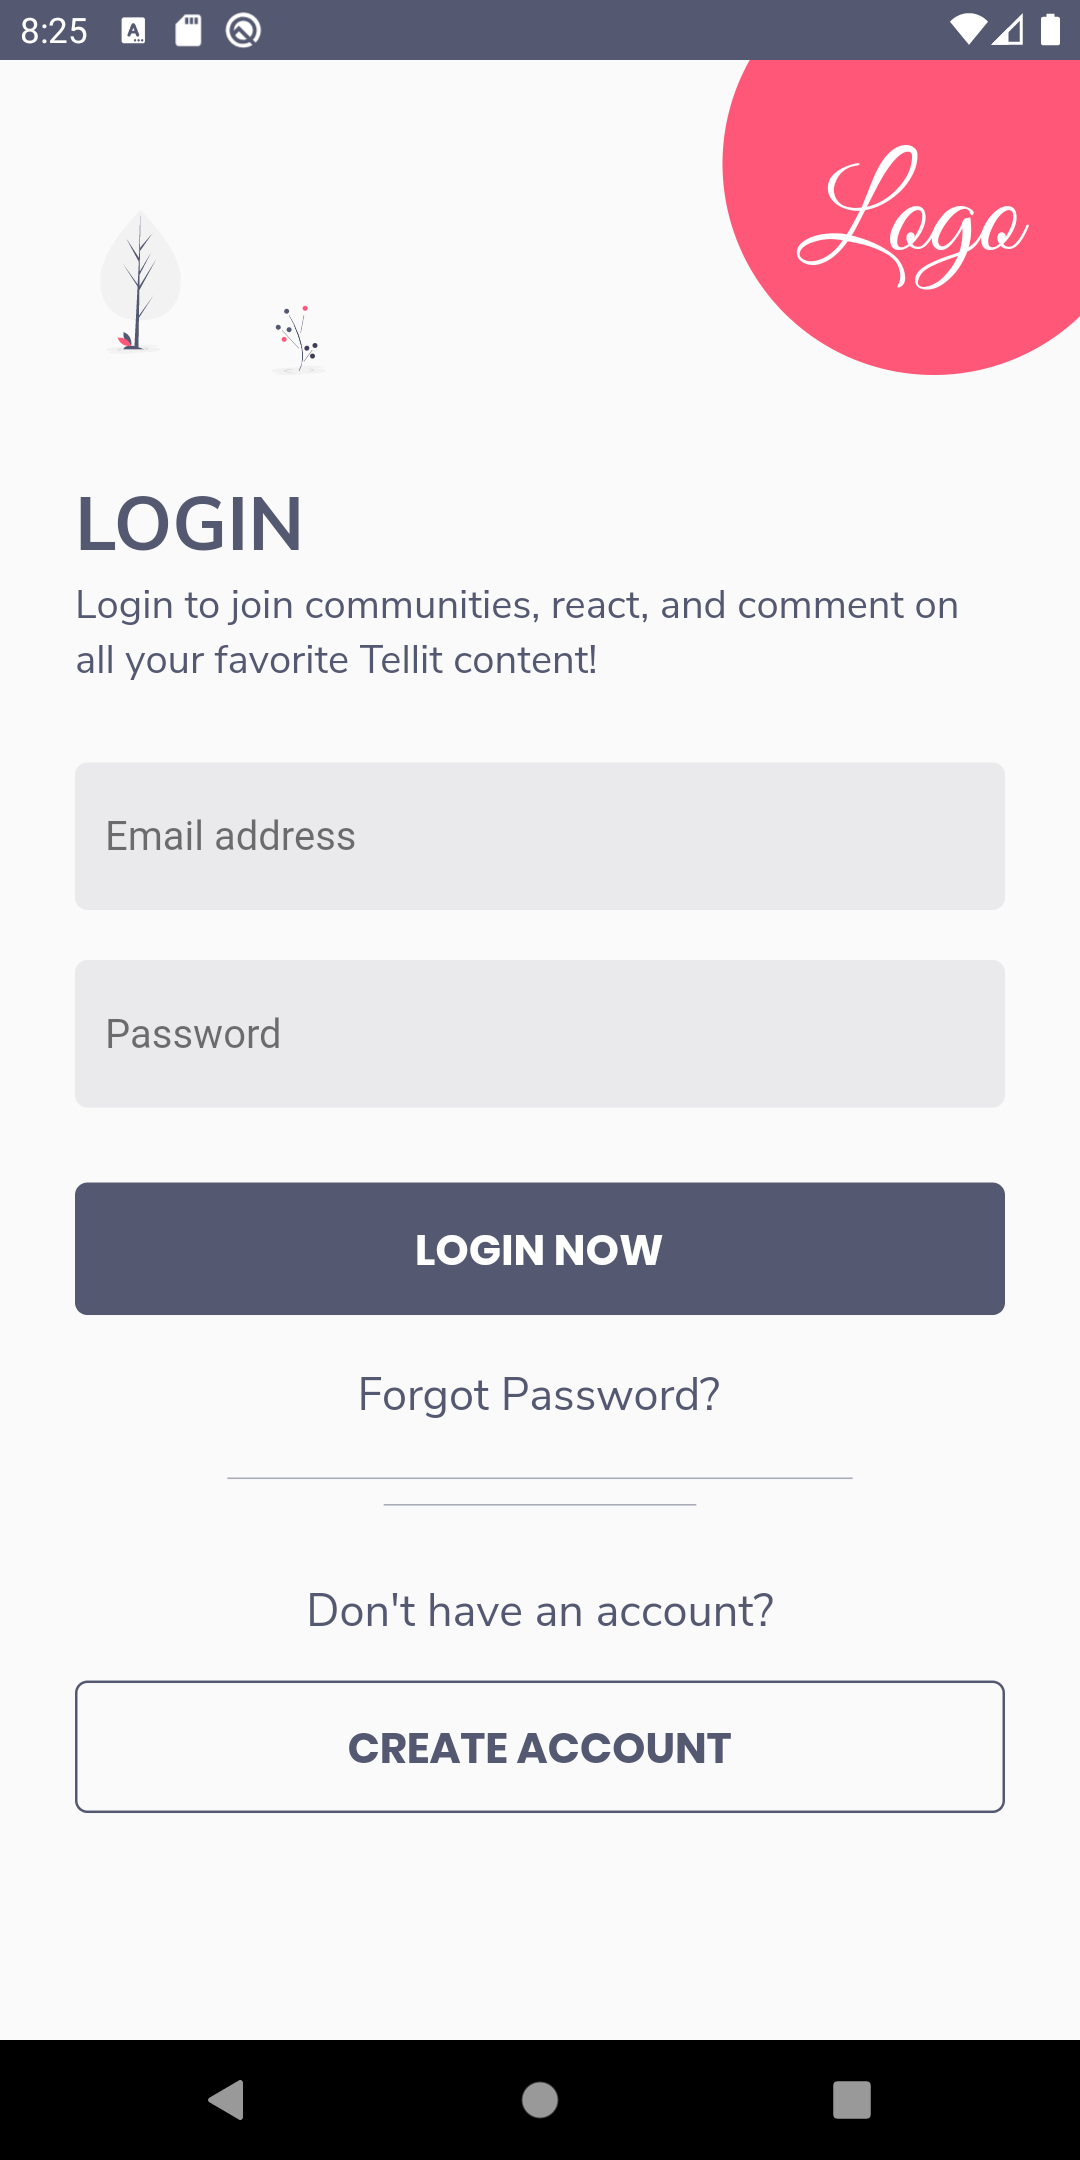 8:25
Logo
LOGIN
Login to join communities, react, and comment on
all your favorite Tellit content!
Email address
Password
LOGIN NOW
Forgot Password?
Don't have an account?
CREATE ACCOUNT